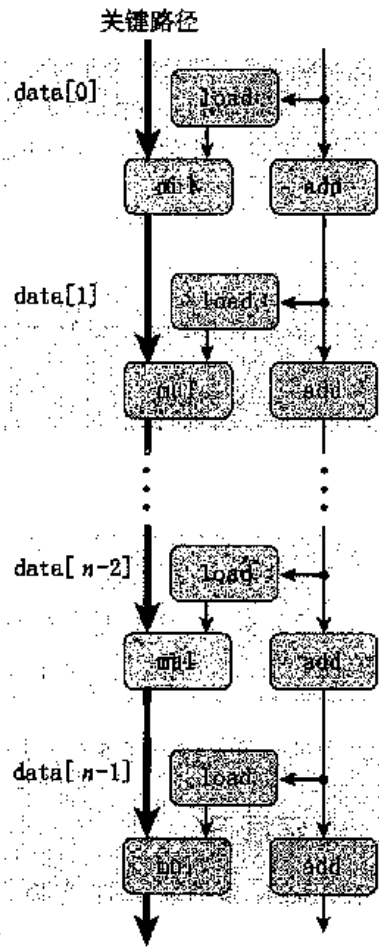 关键路径
data[0]
load
mul
add
data[1]
load
mul
add
data[n-2]
load
mul
add
data[n-1]
load
mul
add